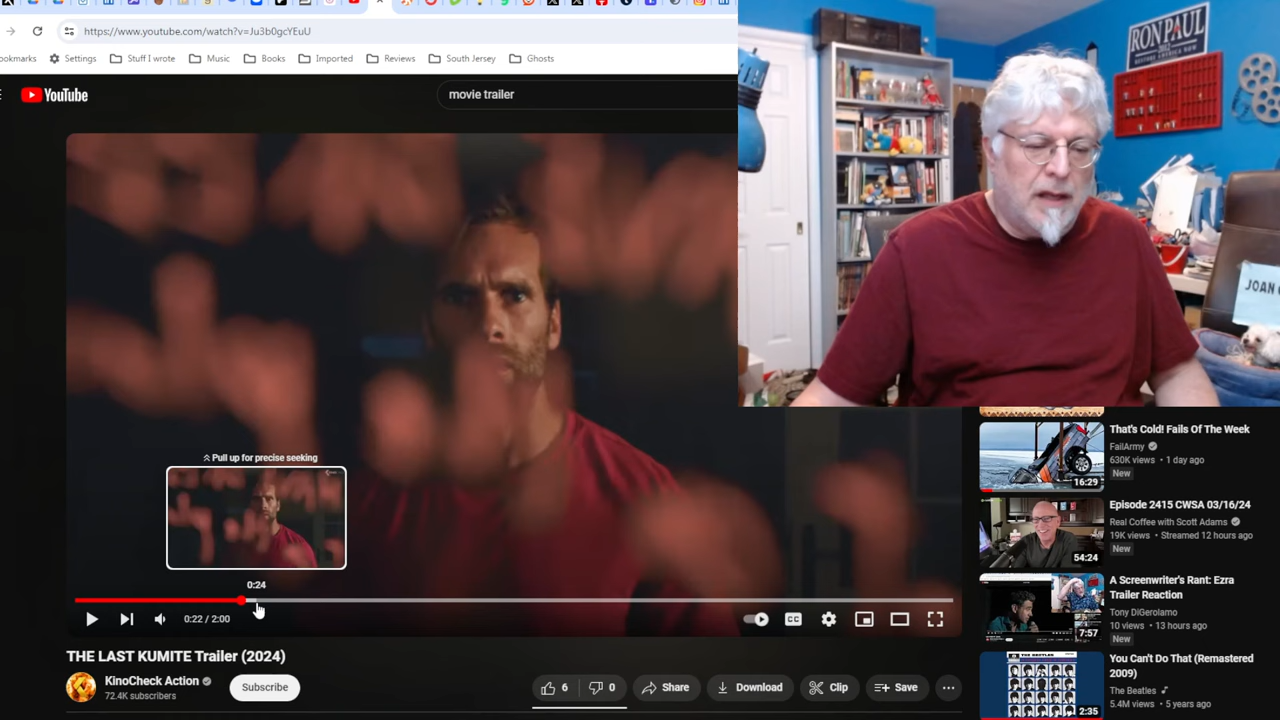 https://www.youtube.com/watch?v=Ju3b0gcYEuU
ookmarks
Settings
Stuff I wrote
Music
Books
Imported
Reviews
South Jersey
Ghosts
YouTube
movie trailer
RON PAUL
JOAN
Pull up for precise seeking
0:24
0:22 / 2:00
CC
THE LAST KUMITE Trailer (2024)
KinoCheck Action
72.4K subscribers
Subscribe
6
0
Share
Download
Clip
Save
That's Cold! Fails Of The Week
FailArmy
630K views • 1 day ago
New
16:29
Episode 2415 CWSA 03/16/24
Real Coffee with Scott Adams
19K views • Streamed 12 hours ago
New
54:24
A Screenwriter's Rant: Ezra
Trailer Reaction
Tony DiGerolamo
10 views • 13 hours ago
New
7:57
You Can't Do That (Remastered
2009)
The Beatles
5.4M views • 5 years ago
THE BEATLES
2:35